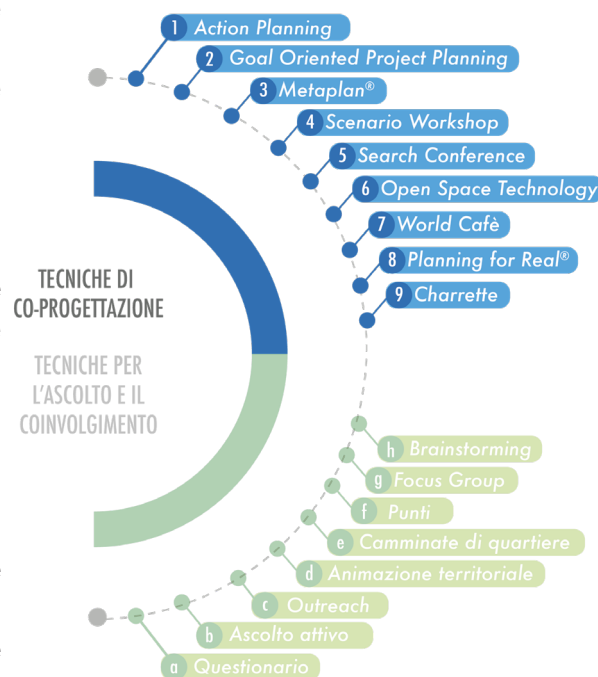 1 Action Planning
2 Goal Oriented Project Planning
3 Metaplan®
4 Scenario Workshop
5 Search Conference
6 Open Space Technology
7 World Cafè
8 Planning for Real®
9 Charrette
TECNICHE DI
CO-PROGETTAZIONE
TECNICHE PER
L'ASCOLTO E IL
COINVOLGIMENTO
h Brainstorming
g Focus Group
f Punti
e Camminate di quartiere
d Animazione territoriale
c Outreach
b Ascolto attivo
a Questionario